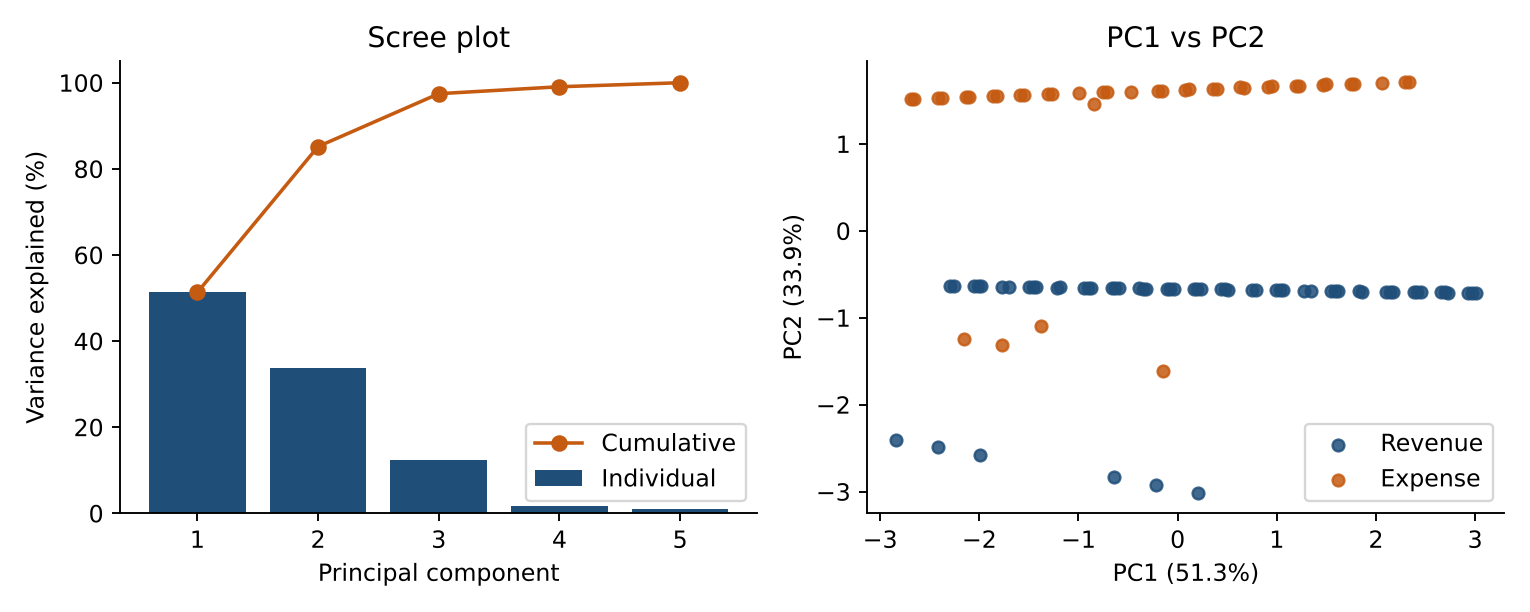 Scree plot
Variance explained (%)
100
80
60
40
20
0
1 2 3 4 5
Principal component
Cumulative
Individual
PC1 vs PC2
PC2 (33.9%)
1
0
−1
−2
−3
−3 −2 −1 0 1 2 3
PC1 (51.3%)
Revenue
Expense